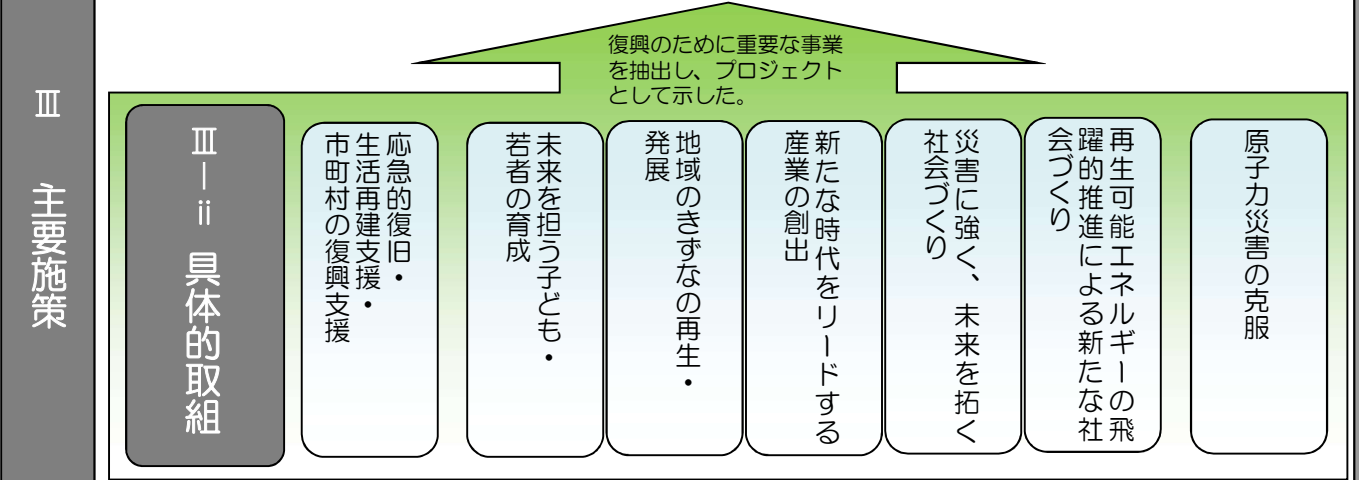 Ⅲ 主要施策
復興のために重要な事業
を抽出し、プロジェクト
として示した。
Ⅲ－ⅱ 具体的取組
応急的復旧・
生活再建支援・
市町村の復興支援
未来を担う子ども・
若者の育成
地域のきずなの再生・
発展
新たな時代をリードする
産業の創出
災害に強く、未来を拓く
社会づくり
再生可能エネルギーの飛
躍的推進による新たな社
会づくり
原子力災害の克服